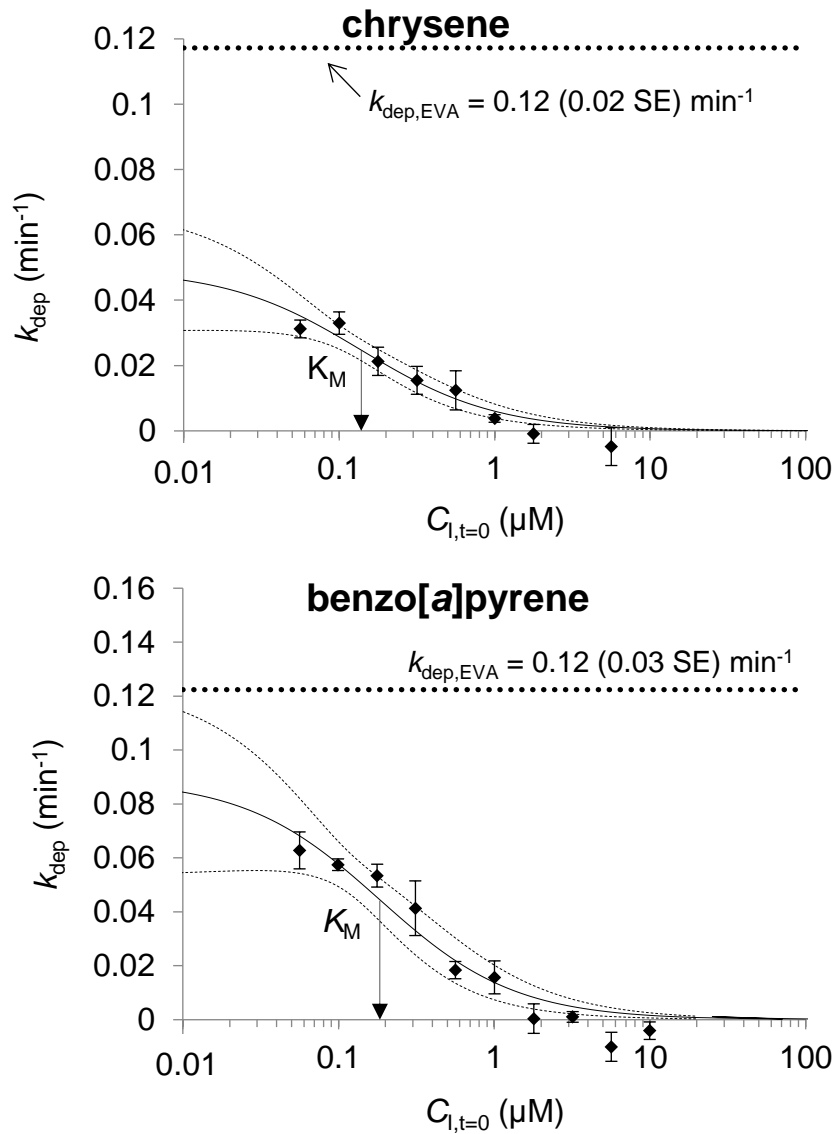 chrysene
0.12
k_dep,EVA = 0.12 (0.02 SE) min⁻¹
0.1
0.08
0.06
0.04
0.02
0
k_dep (min⁻¹)
K_M
0.01 0.1 1 10 100
C_I,t=0 (µM)
benzo[a]pyrene
0.16
0.14
k_dep,EVA = 0.12 (0.03 SE) min⁻¹
0.12
0.1
0.08
0.06
0.04
0.02
0
k_dep (min⁻¹)
K_M
0.01 0.1 1 10 100
C_I,t=0 (µM)